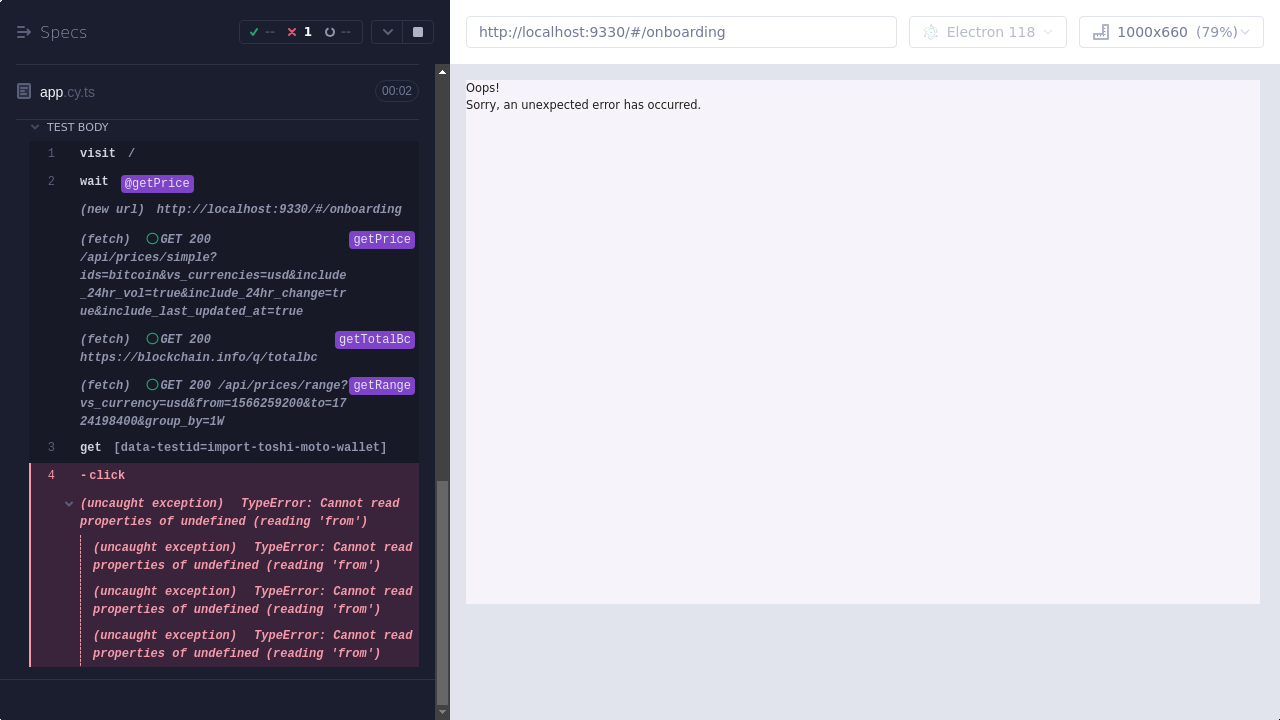 Specs
-- 1 --
app.cy.ts
00:02
TEST BODY
1 visit /
2 wait @getPrice
(new url) http://localhost:9330/#/onboarding
(fetch) GET 200 getPrice
/api/prices/simple?
ids=bitcoin&vs_currencies=usd&include
_24hr_vol=true&include_24hr_change=tr
ue&include_last_updated_at=true
(fetch) GET 200 getTotalBc
https://blockchain.info/q/totalbc
(fetch) GET 200 /api/prices/range? getRange
vs_currency=usd&from=1566259200&to=17
24198400&group_by=1W
3 get [data-testid=import-toshi-moto-wallet]
4 -click
(uncaught exception) TypeError: Cannot read
properties of undefined (reading 'from')
(uncaught exception) TypeError: Cannot read
properties of undefined (reading 'from')
(uncaught exception) TypeError: Cannot read
properties of undefined (reading 'from')
(uncaught exception) TypeError: Cannot read
properties of undefined (reading 'from')
http://localhost:9330/#/onboarding
Electron 118
1000x660 (79%)
Oops!
Sorry, an unexpected error has occurred.